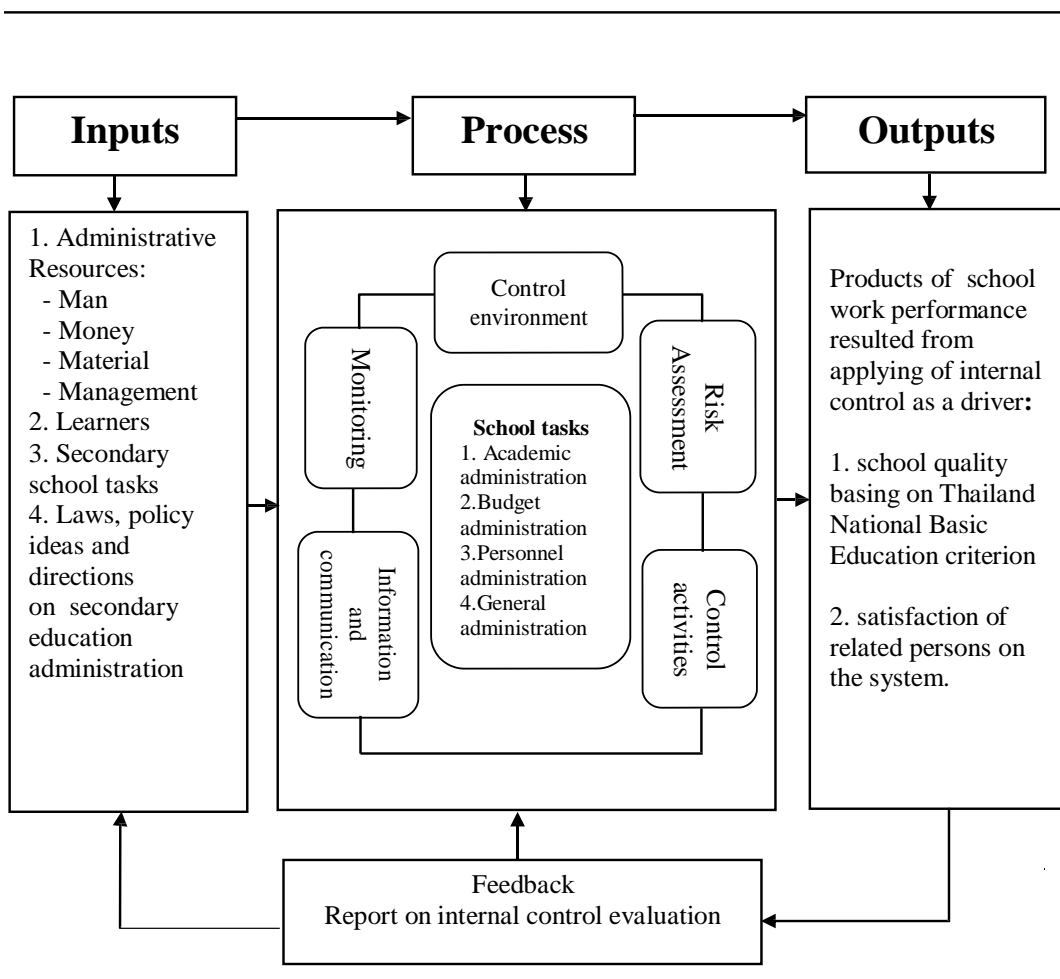 Inputs
Process
Outputs
1. Administrative
Resources:
- Man
- Money
- Material
- Management
2. Learners
3. Secondary
school tasks
4. Laws, policy
ideas and
directions
on secondary
education
administration
Control
environment
Risk
Assessment
Control
activities
Information
and
communication
Monitoring
School tasks
1. Academic
administration
2.Budget
administration
3.Personnel
administration
4.General
administration
Products of school
work performance
resulted from
applying of internal
control as a driver:
1. school quality
basing on Thailand
National Basic
Education criterion
2. satisfaction of
related persons on
the system.
Feedback
Report on internal control evaluation